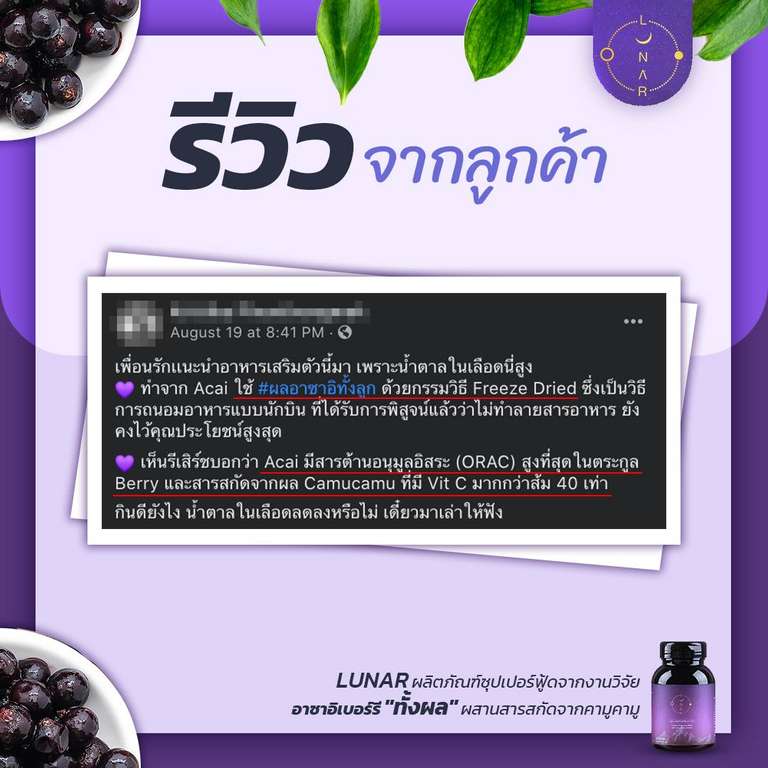 LUNAR
รีวิว จากลูกค้า
August 19 at 8:41 PM ·
เพื่อนรักแนะนำอาหารเสริมตัวนี้มา เพราะน้ำตาลในเลือดนี่สูง
💜 ทำจาก Acai ใช้ #ผลอาซาอิทั้งลูก ด้วยกรรมวิธี Freeze Dried ซึ่งเป็นวิธี
การถนอมอาหารแบบนักบิน ที่ได้รับการพิสูจน์แล้วว่าไม่ทำลายสารอาหาร ยัง
คงไว้คุณประโยชน์สูงสุด
💜 เห็นรีเสิร์ชบอกว่า Acai มีสารต้านอนุมูลอิสระ (ORAC) สูงที่สุดในตระกูล
Berry และสารสกัดจากผล Camucamu ที่มี Vit C มากกว่าส้ม 40 เท่า
กินดียังไง น้ำตาลในเลือดลดลงหรือไม่ เดี๋ยวมาเล่าให้ฟัง
LUNAR ผลิตภัณฑ์ซุปเปอร์ฟู้ดจากงานวิจัย
อาซาอิเบอร์รี "ทั้งผล" ผสานสารสกัดจากคามูคามู